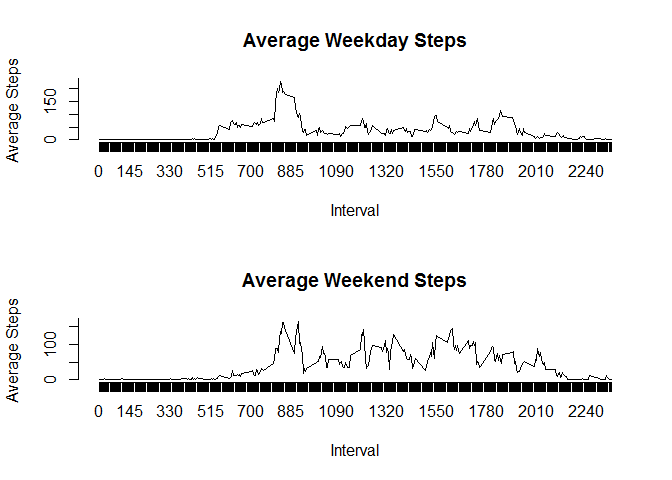 Average Weekday Steps
Average Steps
150
0
0 145 330 515 700 885 1090 1320 1550 1780 2010 2240
Interval
Average Weekend Steps
Average Steps
100
0
0 145 330 515 700 885 1090 1320 1550 1780 2010 2240
Interval